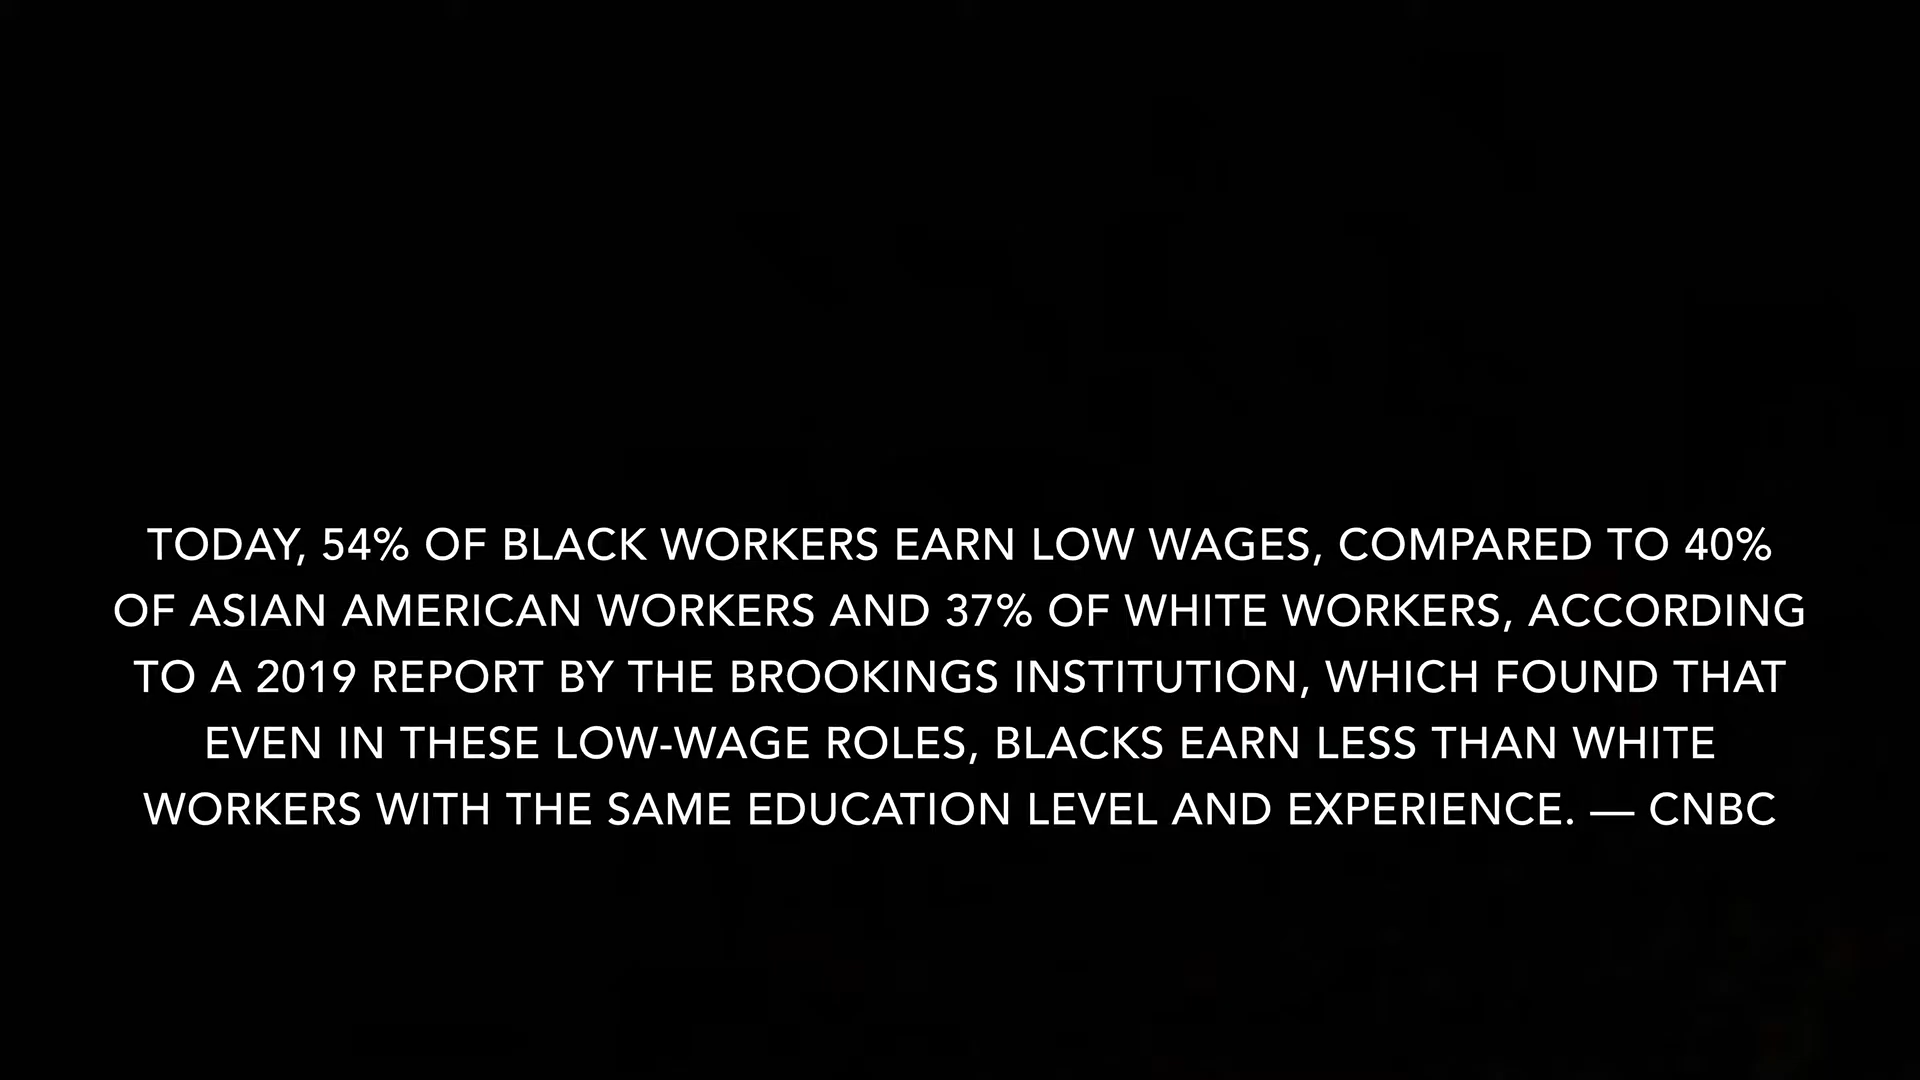 TODAY, 54% OF BLACK WORKERS EARN LOW WAGES, COMPARED TO 40%
OF ASIAN AMERICAN WORKERS AND 37% OF WHITE WORKERS, ACCORDING
TO A 2019 REPORT BY THE BROOKINGS INSTITUTION, WHICH FOUND THAT
EVEN IN THESE LOW-WAGE ROLES, BLACKS EARN LESS THAN WHITE
WORKERS WITH THE SAME EDUCATION LEVEL AND EXPERIENCE. — CNBC